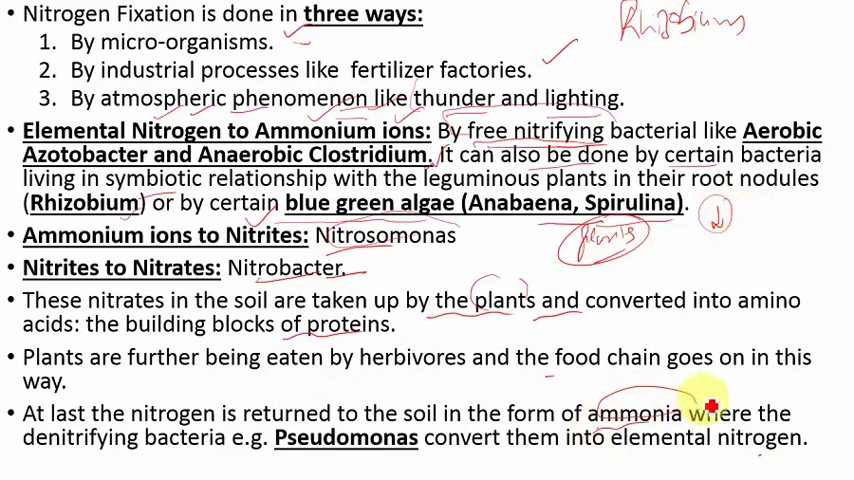 • Nitrogen Fixation is done in three ways:
Rhizobium
1. By micro-organisms.
2. By industrial processes like fertilizer factories.
3. By atmospheric phenomenon like thunder and lighting.
• Elemental Nitrogen to Ammonium ions: By free nitrifying bacterial like Aerobic
Azotobacter and Anaerobic Clostridium. It can also be done by certain bacteria
living in symbiotic relationship with the leguminous plants in their root nodules
(Rhizobium) or by certain blue green algae (Anabaena, Spirulina).
• Ammonium ions to Nitrites: Nitrosomonas
plants
• Nitrites to Nitrates: Nitrobacter.
• These nitrates in the soil are taken up by the plants and converted into amino
acids: the building blocks of proteins.
• Plants are further being eaten by herbivores and the food chain goes on in this
way.
• At last the nitrogen is returned to the soil in the form of ammonia where the
denitrifying bacteria e.g. Pseudomonas convert them into elemental nitrogen.